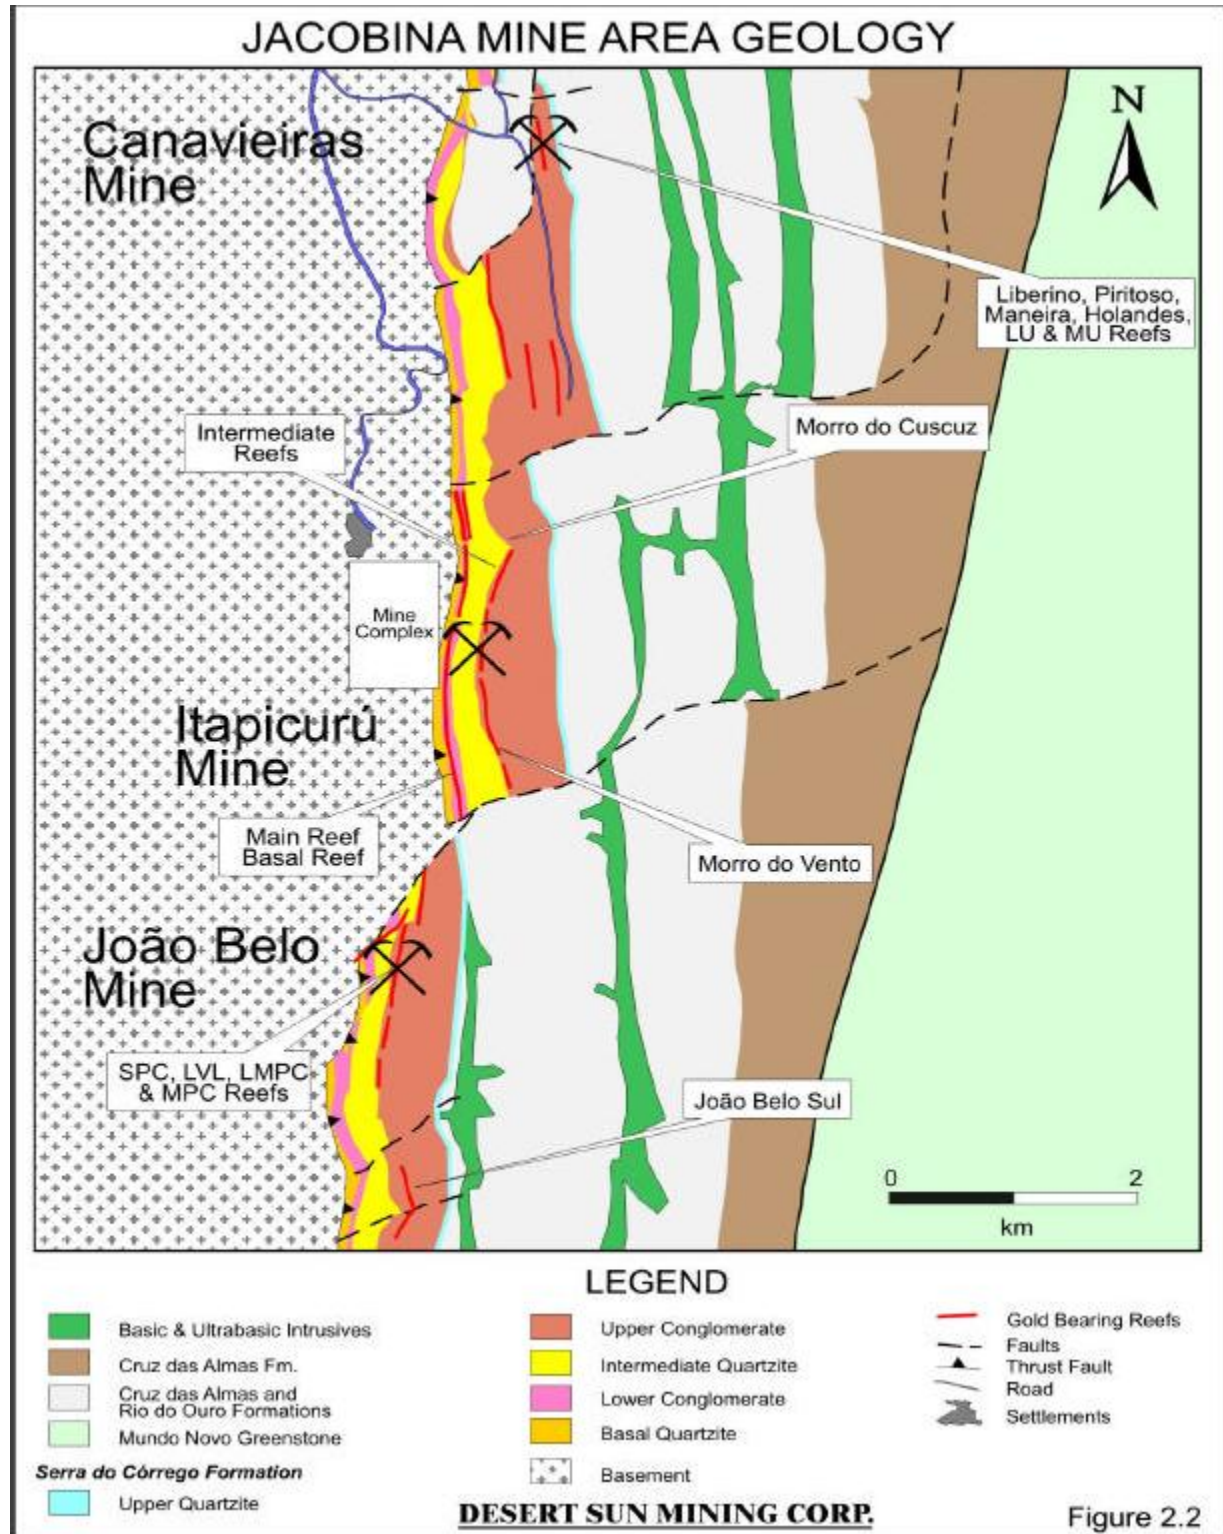 JACOBINA MINE AREA GEOLOGY
Canavieiras
Mine
N
Liberino, Piritoso,
Maneira, Holandes,
LU & MU Reefs
Intermediate
Reefs
Morro do Cuscuz
Mine
Complex
Itapicurú
Mine
Main Reef
Basal Reef
Morro do Vento
João Belo
Mine
SPC, LVL, LMPC
& MPC Reefs
João Belo Sul
0 2
km
LEGEND
Basic & Ultrabasic Intrusives
Cruz das Almas Fm.
Cruz das Almas and
Rio do Ouro Formations
Mundo Novo Greenstone
Serra do Córrego Formation
Upper Quartzite
Upper Conglomerate
Intermediate Quartzite
Lower Conglomerate
Basal Quartzite
Basement
Gold Bearing Reefs
Faults
Thrust Fault
Road
Settlements
DESERT SUN MINING CORP.
Figure 2.2